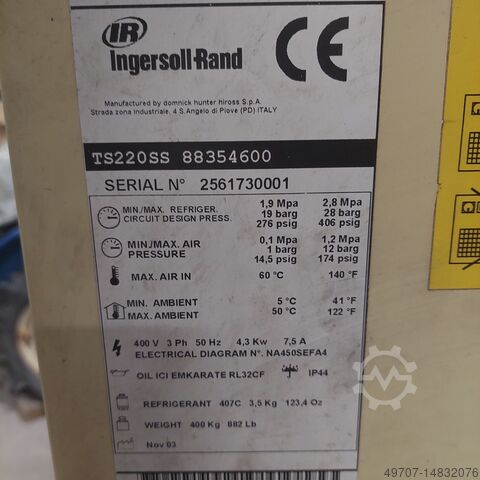 IR
Ingersoll-Rand
CE
Manufactured by domnick hunter hiross S.p.A.
Strada zona Industriale, 4 S.Angelo di Piove (PD) ITALY
TS220SS 88354600
SERIAL N° 2561730001
MIN./MAX. REFRIGER. CIRCUIT DESIGN PRESS.
1,9 Mpa 2,8 Mpa
19 barg 28 barg
276 psig 406 psig
MIN./MAX. AIR PRESSURE
0,1 Mpa 1,2 Mpa
1 barg 12 barg
14,5 psig 174 psig
MAX. AIR IN 60 °C 140 °F
MIN. AMBIENT 5 °C 41 °F
MAX. AMBIENT 50 °C 122 °F
400 V 3 Ph 50 Hz 4,3 Kw 7,5 A
ELECTRICAL DIAGRAM N°. NA450SEFA4
OIL ICI EMKARATE RL32CF IP44
REFRIGERANT 407C 3,5 Kg 123,4 Oz
WEIGHT 400 Kg 882 Lb
Nov 03
49707-14832076